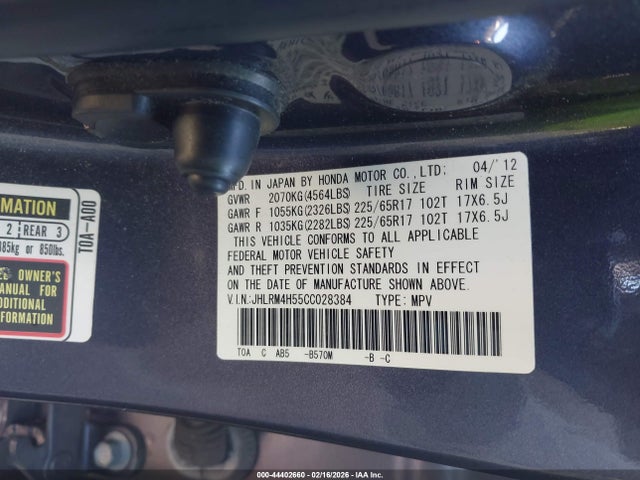 MFD.IN JAPAN BY HONDA MOTOR CO.,LTD: 04/'12
GVWR 2070KG(4564LBS) TIRE SIZE RIM SIZE
GAWR F 1055KG(2326LBS) 225/65R17 102T 17X6.5J
GAWR R 1035KG(2282LBS) 225/65R17 102T 17X6.5J
THIS VEHICLE CONFORMS TO ALL APPLICABLE
FEDERAL MOTOR VEHICLE SAFETY
AND THEFT PREVENTION STANDARDS IN EFFECT
ON THE DATE OF MANUFACTURE SHOWN ABOVE.
V.I.N:JHLRM4H55CC028384 TYPE: MPV
TOA C AB5 -B570M -B -C
MATION
2 REAR 3
385kg or 850lbs.
OWNER'S
ANUAL FOR
DDITIONAL
FORMATION
TOA-A00
000-44402660 - 02/16/2026 - IAA Inc.